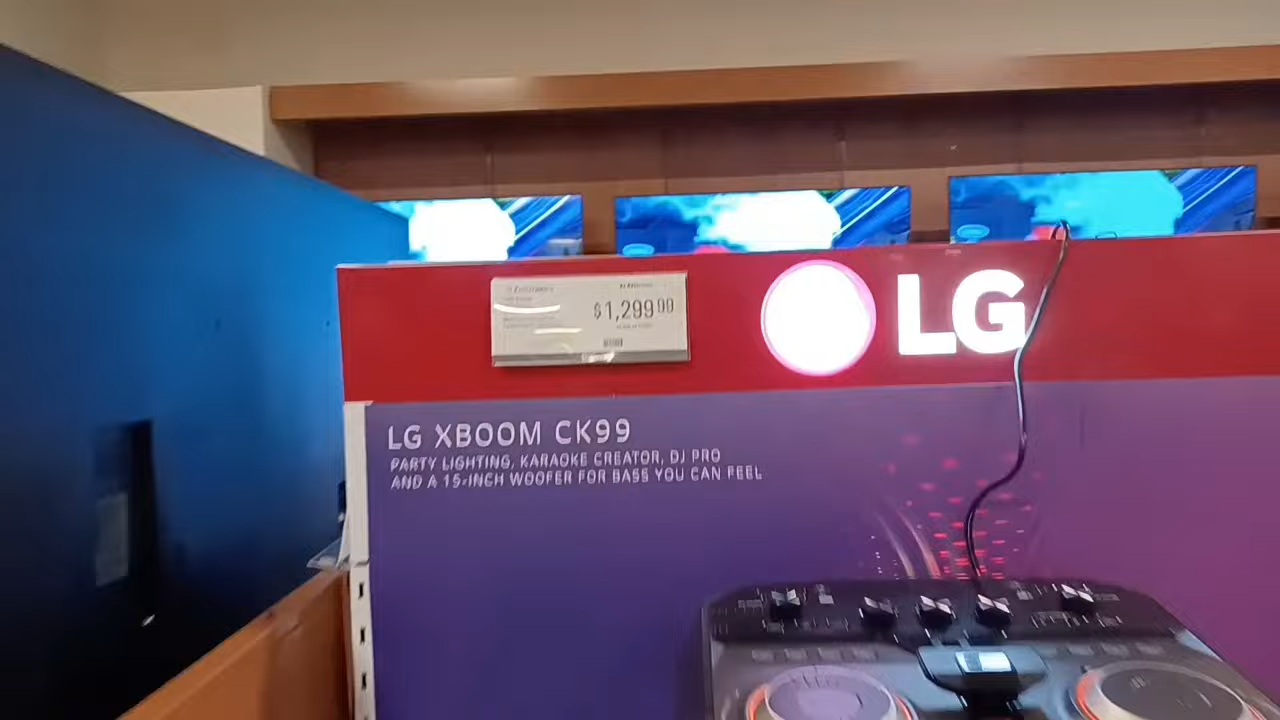 $1,299.99
LG
LG XBOOM CK99
PARTY LIGHTING, KARAOKE CREATOR, DJ PRO
AND A 15-INCH WOOFER FOR BASS YOU CAN FEEL